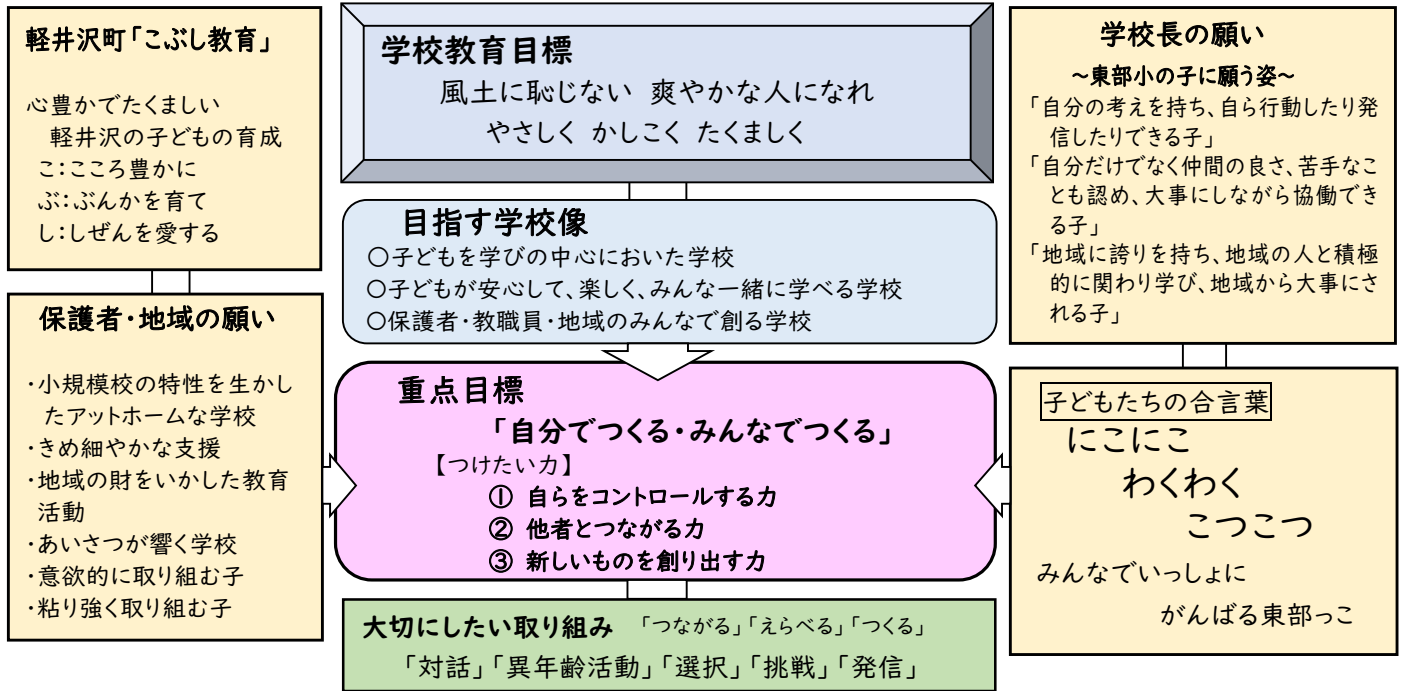 軽井沢町「こぶし教育」
心豊かでたくましい
軽井沢の子どもの育成
こ：こころ豊かに
ぶ：ぶんかを育て
し：しぜんを愛する
保護者・地域の願い
・小規模校の特性を生かし
たアットホームな学校
・きめ細やかな支援
・地域の財をいかした教育
活動
・あいさつが響く学校
・意欲的に取り組む子
・粘り強く取り組む子
学校教育目標
風土に恥じない 爽やかな人になれ
やさしく かしこく たくましく
目指す学校像
〇子どもを学びの中心においた学校
〇子どもが安心して、楽しく、みんな一緒に学べる学校
〇保護者・教職員・地域のみんなで創る学校
重点目標
「自分でつくる・みんなでつくる」
【つけたい力】
① 自らをコントロールする力
② 他者とつながる力
③ 新しいものを創り出す力
大切にしたい取り組み 「つながる」「えらべる」「つくる」
「対話」「異年齢活動」「選択」「挑戦」「発信」
学校長の願い
～東部小の子に願う姿～
「自分の考えを持ち、自ら行動したり発
信したりできる子」
「自分だけでなく仲間の良さ、苦手なこ
とも認め、大事にしながら協働でき
る子」
「地域に誇りを持ち、地域の人と積極
的に関わり学び、地域から大事にさ
れる子」
子どもたちの合言葉
にこにこ
わくわく
こつこつ
みんなでいっしょに
がんばる東部っこ